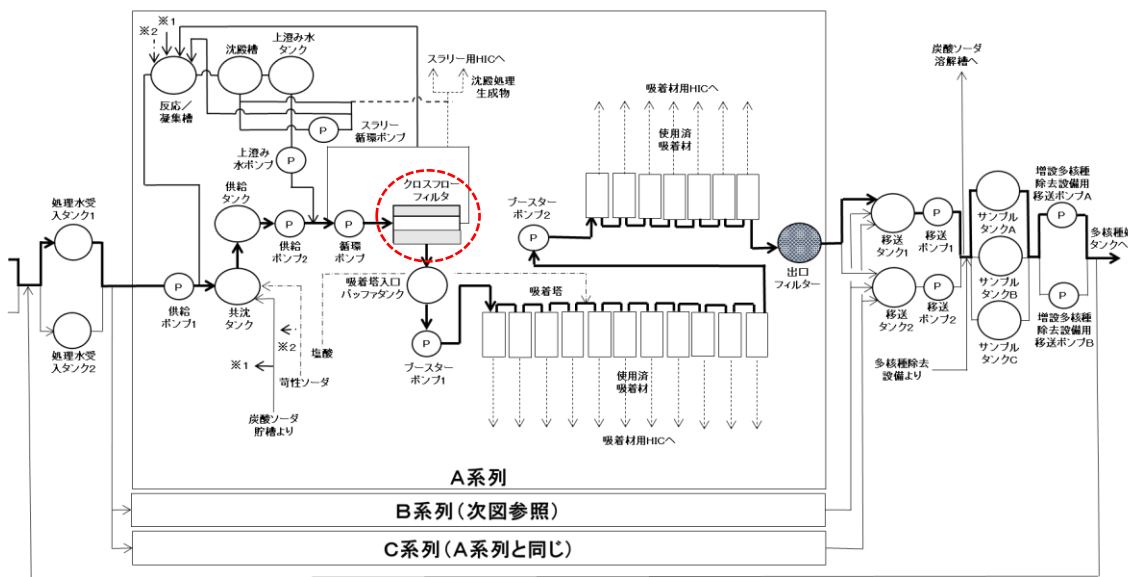 ※1
※2
沈殿槽
上澄み水
タンク
反応／
凝集槽
スラリー用HICへ
沈殿処理
生成物
P
スラリー
循環ポンプ
P
上澄み
水ポンプ
吸着材用HICへ
使用済
吸着材
炭酸ソーダ
溶解槽へ
処理水受
入タンク1
供給
タンク
P
供給
ポンプ2
P
循環
ポンプ
クロスフロー
フィルタ
ブースター
ポンプ2
P
出口
フィルター
移送
タンク1
P
移送
ポンプ1
サンプル
タンクA
増設多核種
除去設備用
移送ポンプA
P
多核種処
タンクへ
処理水受
入タンク2
P
供給
ポンプ1
共沈
タンク
吸着塔入口
バッファタンク
吸着塔
P
ブースター
ポンプ1
移送
タンク2
P
移送
ポンプ2
サンプル
タンクB
P
増設多核種
除去設備用
移送ポンプB
サンプル
タンクC
多核種除去
設備より
※2
塩酸
※1
苛性ソーダ
炭酸ソーダ
貯槽より
使用済
吸着材
吸着材用HICへ
A系列
B系列（次図参照）
C系列（A系列と同じ）